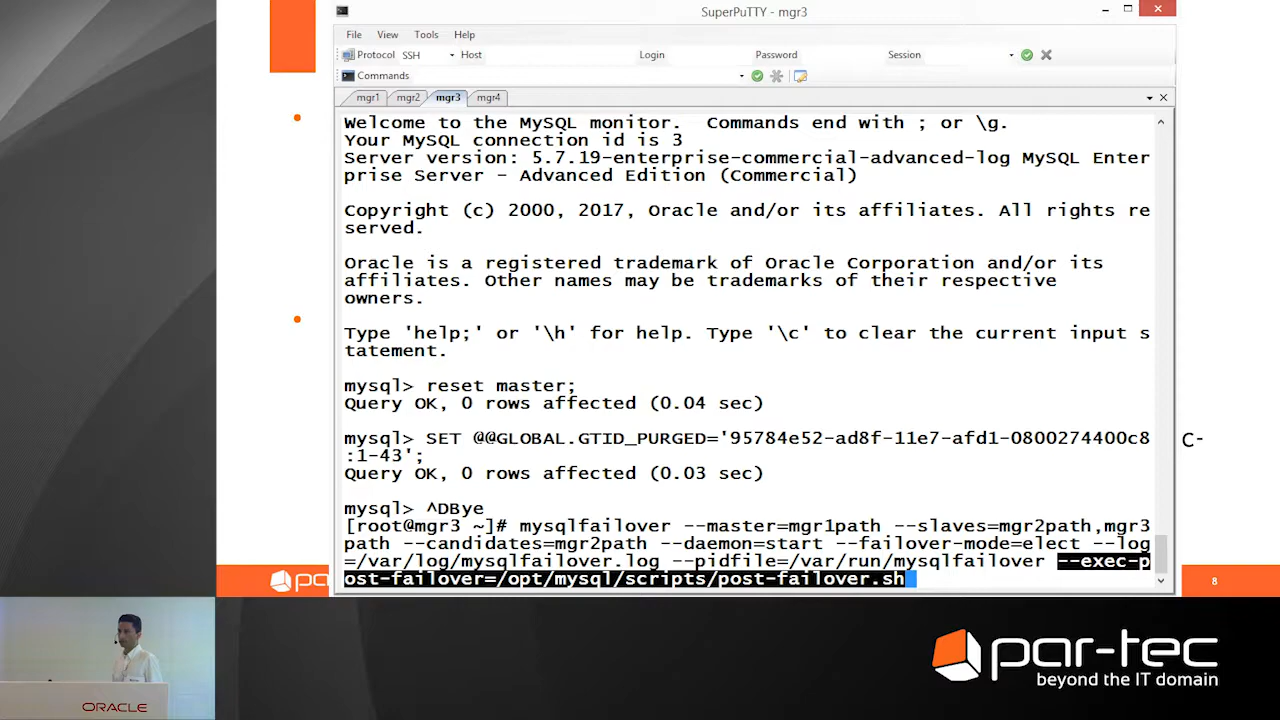 SuperPuTTY - mgr3
File View Tools Help
Protocol SSH Host Login Password Session
Commands
mgr1 mgr2 mgr3 mgr4
Welcome to the MySQL monitor.  Commands end with ; or \g.
Your MySQL connection id is 3
Server version: 5.7.19-enterprise-commercial-advanced-log MySQL Enter
prise Server - Advanced Edition (Commercial)
Copyright (c) 2000, 2017, Oracle and/or its affiliates. All rights re
served.
Oracle is a registered trademark of Oracle Corporation and/or its
affiliates. Other names may be trademarks of their respective
owners.
Type 'help;' or '\h' for help. Type '\c' to clear the current input s
tatement.
mysql> reset master;
Query OK, 0 rows affected (0.04 sec)
mysql> SET @@GLOBAL.GTID_PURGED='95784e52-ad8f-11e7-afd1-0800274400c8
:1-43';
Query OK, 0 rows affected (0.03 sec)
mysql> ^DBye
[root@mgr3 ~]# mysqlfailover --master=mgr1path --slaves=mgr2path,mgr3
path --candidates=mgr2path --daemon=start --failover-mode=elect --log
=/var/log/mysqlfailover.log --pidfile=/var/run/mysqlfailover --exec-p
ost-failover=/opt/mysql/scripts/post-failover.sh
C-
par
8
ORACLE
par-tec
beyond the IT domain